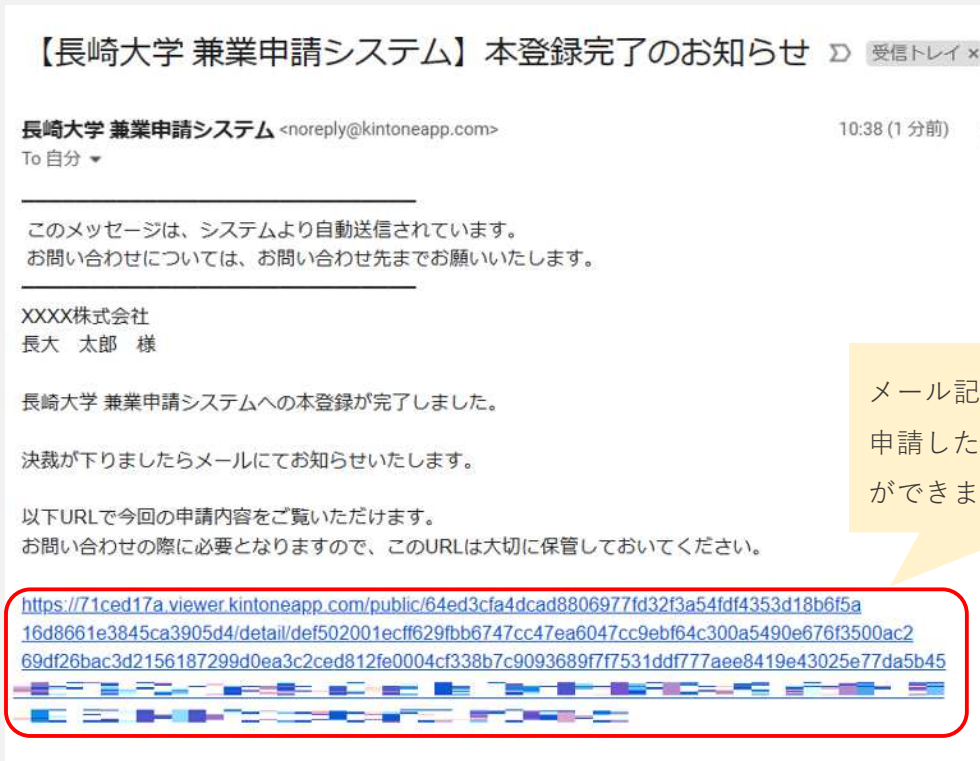 【長崎大学 兼業申請システム】本登録完了のお知らせ 受信トレイ ×
長崎大学 兼業申請システム <noreply@kintoneapp.com> 10:38 (1 分前)
To 自分
このメッセージは、システムより自動送信されています。
お問い合わせについては、お問い合わせ先までお願いいたします。
XXXX株式会社
長大 太郎 様
長崎大学 兼業申請システムへの本登録が完了しました。
決裁が下りましたらメールにてお知らせいたします。
以下URLで今回の申請内容をご覧いただけます。
お問い合わせの際に必要となりますので、このURLは大切に保管しておいてください。
https://71ced17a.viewer.kintoneapp.com/public/64ed3cfa4dcad8806977fd32f3a54fdf4353d18b6f5a
16d8661e3845ca3905d4/detail/def502001ecff629fbb6747cc47ea6047cc9ebf64c300a5490e676f3500ac2
69df26bac3d2156187299d0ea3c2ced812fe0004cf338b7c9093689f7f7531ddf777aee8419e43025e77da5b45
メール記
申請した
ができま